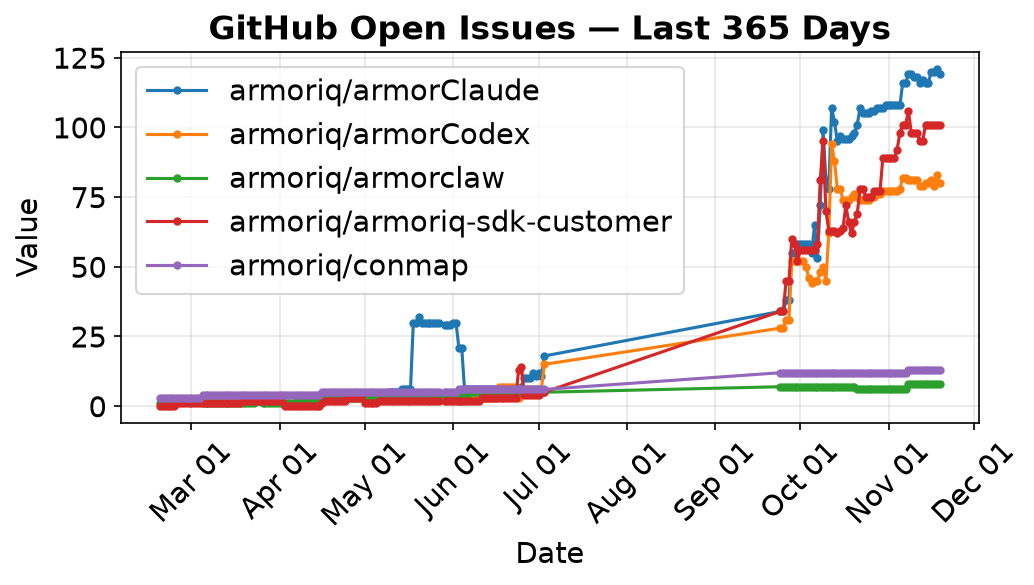 GitHub Open Issues — Last 365 Days
125
100
75
50
25
0
Value
armoriq/armorClaude
armoriq/armorCodex
armoriq/armorclaw
armoriq/armoriq-sdk-customer
armoriq/conmap
Mar 01
Apr 01
May 01
Jun 01
Jul 01
Aug 01
Sep 01
Oct 01
Nov 01
Dec 01
Date